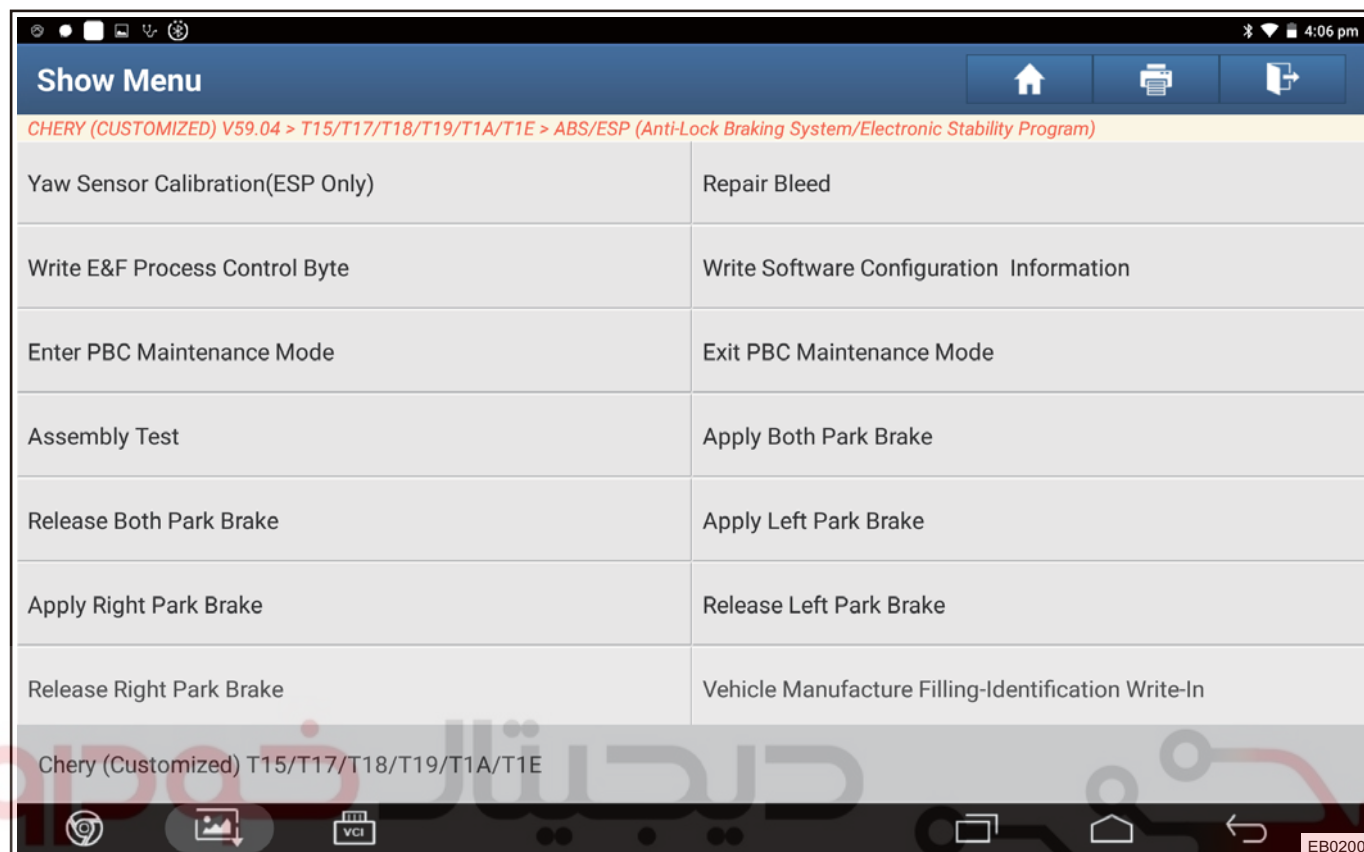 4:06 pm
Show Menu
CHERY (CUSTOMIZED) V59.04 > T15/T17/T18/T19/T1A/T1E > ABS/ESP (Anti-Lock Braking System/Electronic Stability Program)
Yaw Sensor Calibration(ESP Only)
Repair Bleed
Write E&F Process Control Byte
Write Software Configuration  Information
Enter PBC Maintenance Mode
Exit PBC Maintenance Mode
Assembly Test
Apply Both Park Brake
Release Both Park Brake
Apply Left Park Brake
Apply Right Park Brake
Release Left Park Brake
Release Right Park Brake
Vehicle Manufacture Filling-Identification Write-In
Chery (Customized) T15/T17/T18/T19/T1A/T1E
دیجیتال خودرو
VCI
EB0200